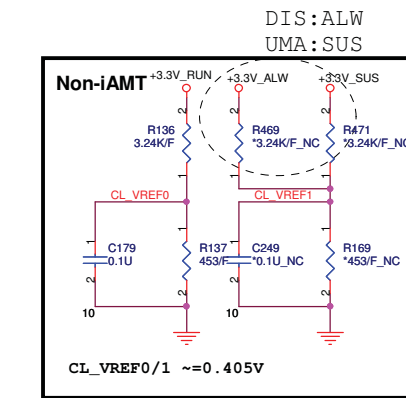 DIS:ALW
UMA:SUS
Non-iAMT
+3.3V_RUN
+3.3V_ALW
+3.3V_SUS
2
2
2
R136
3.24K/F
R469
*3.24K/F_NC
R471
*3.24K/F_NC
1
1
1
CL_VREF0
CL_VREF1
1
1
1
1
C179
0.1U
R137
453/F
C249
*0.1U_NC
R169
*453/F_NC
2
2
2
2
10
10
CL_VREF0/1 ~=0.405V